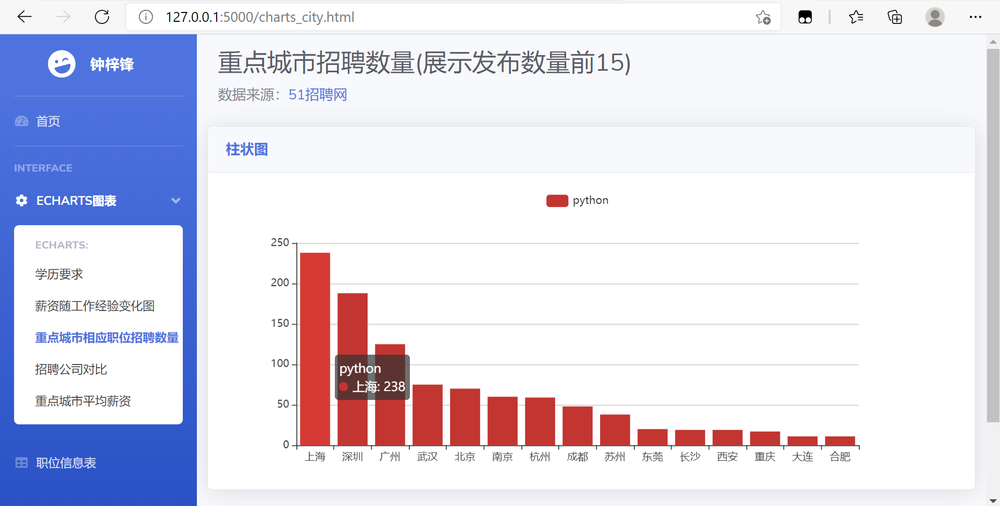 127.0.0.1:5000/charts_city.html
钟梓锋
首页
INTERFACE
ECHARTS图表
ECHARTS:
学历要求
薪资随工作经验变化图
重点城市相应职位招聘数量
招聘公司对比
重点城市平均薪资
职位信息表
重点城市招聘数量(展示发布数量前15)
数据来源：51招聘网
柱状图
python
250
200
150
100
50
0
python
上海: 238
上海 深圳 广州 武汉 北京 南京 杭州 成都 苏州 东莞 长沙 西安 重庆 大连 合肥